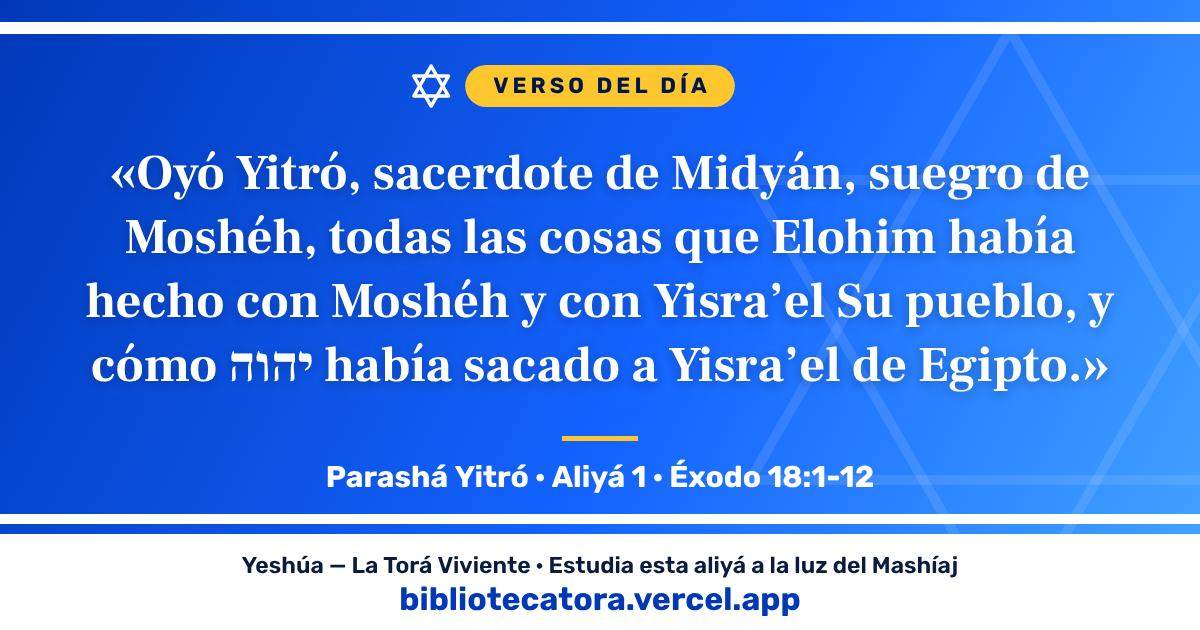 VERSO DEL DÍA
«Oyó Yitró, sacerdote de Midyán, suegro de
Moshéh, todas las cosas que Elohim había
hecho con Moshéh y con Yisra’el Su pueblo, y
cómo יהוה había sacado a Yisra’el de Egipto.»
Parashá Yitró • Aliyá 1 • Éxodo 18:1-12
Yeshúa — La Torá Viviente • Estudia esta aliyá a la luz del Mashíaj
bibliotecatora.vercel.app